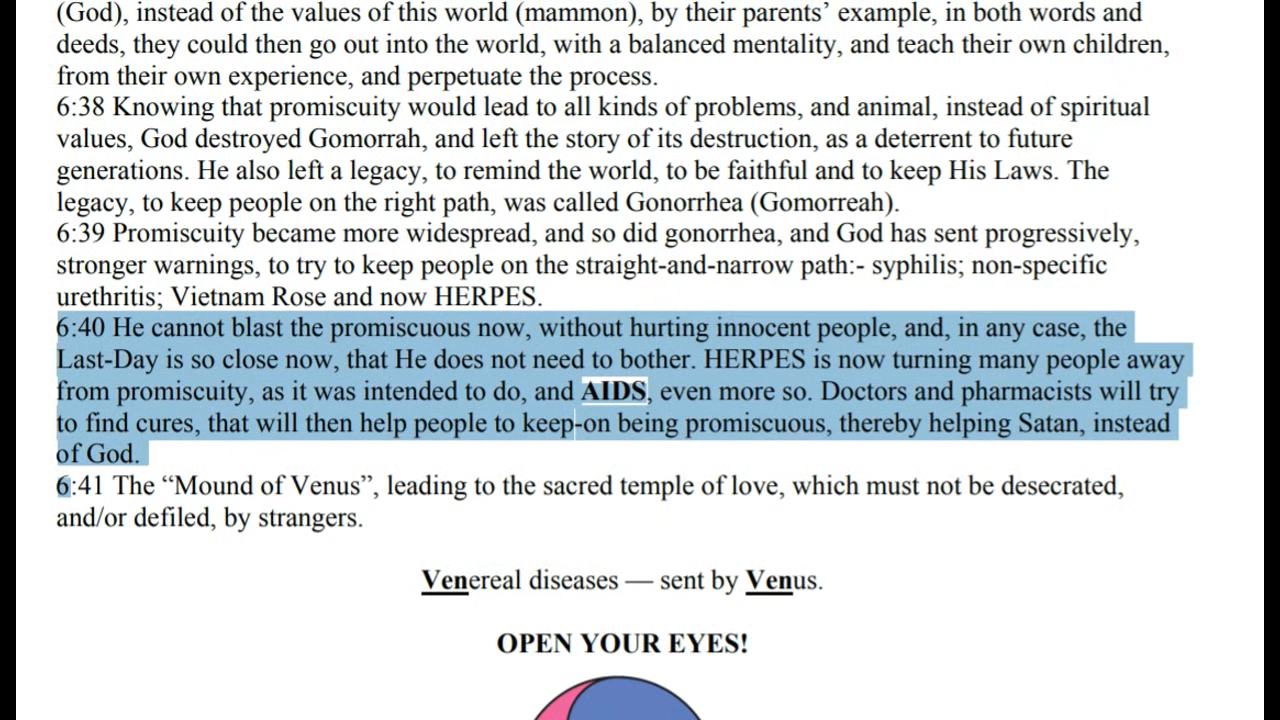 (God), instead of the values of this world (mammon), by their parents’ example, in both words and
deeds, they could then go out into the world, with a balanced mentality, and teach their own children,
from their own experience, and perpetuate the process.
6:38 Knowing that promiscuity would lead to all kinds of problems, and animal, instead of spiritual
values, God destroyed Gomorrah, and left the story of its destruction, as a deterrent to future
generations. He also left a legacy, to remind the world, to be faithful and to keep His Laws. The
legacy, to keep people on the right path, was called Gonorrhea (Gomorreah).
6:39 Promiscuity became more widespread, and so did gonorrhea, and God has sent progressively,
stronger warnings, to try to keep people on the straight-and-narrow path:- syphilis; non-specific
urethritis; Vietnam Rose and now HERPES.
6:40 He cannot blast the promiscuous now, without hurting innocent people, and, in any case, the
Last-Day is so close now, that He does not need to bother. HERPES is now turning many people away
from promiscuity, as it was intended to do, and AIDS, even more so. Doctors and pharmacists will try
to find cures, that will then help people to keep-on being promiscuous, thereby helping Satan, instead
of God.
6:41 The “Mound of Venus”, leading to the sacred temple of love, which must not be desecrated,
and/or defiled, by strangers.
Venereal diseases — sent by Venus.
OPEN YOUR EYES!